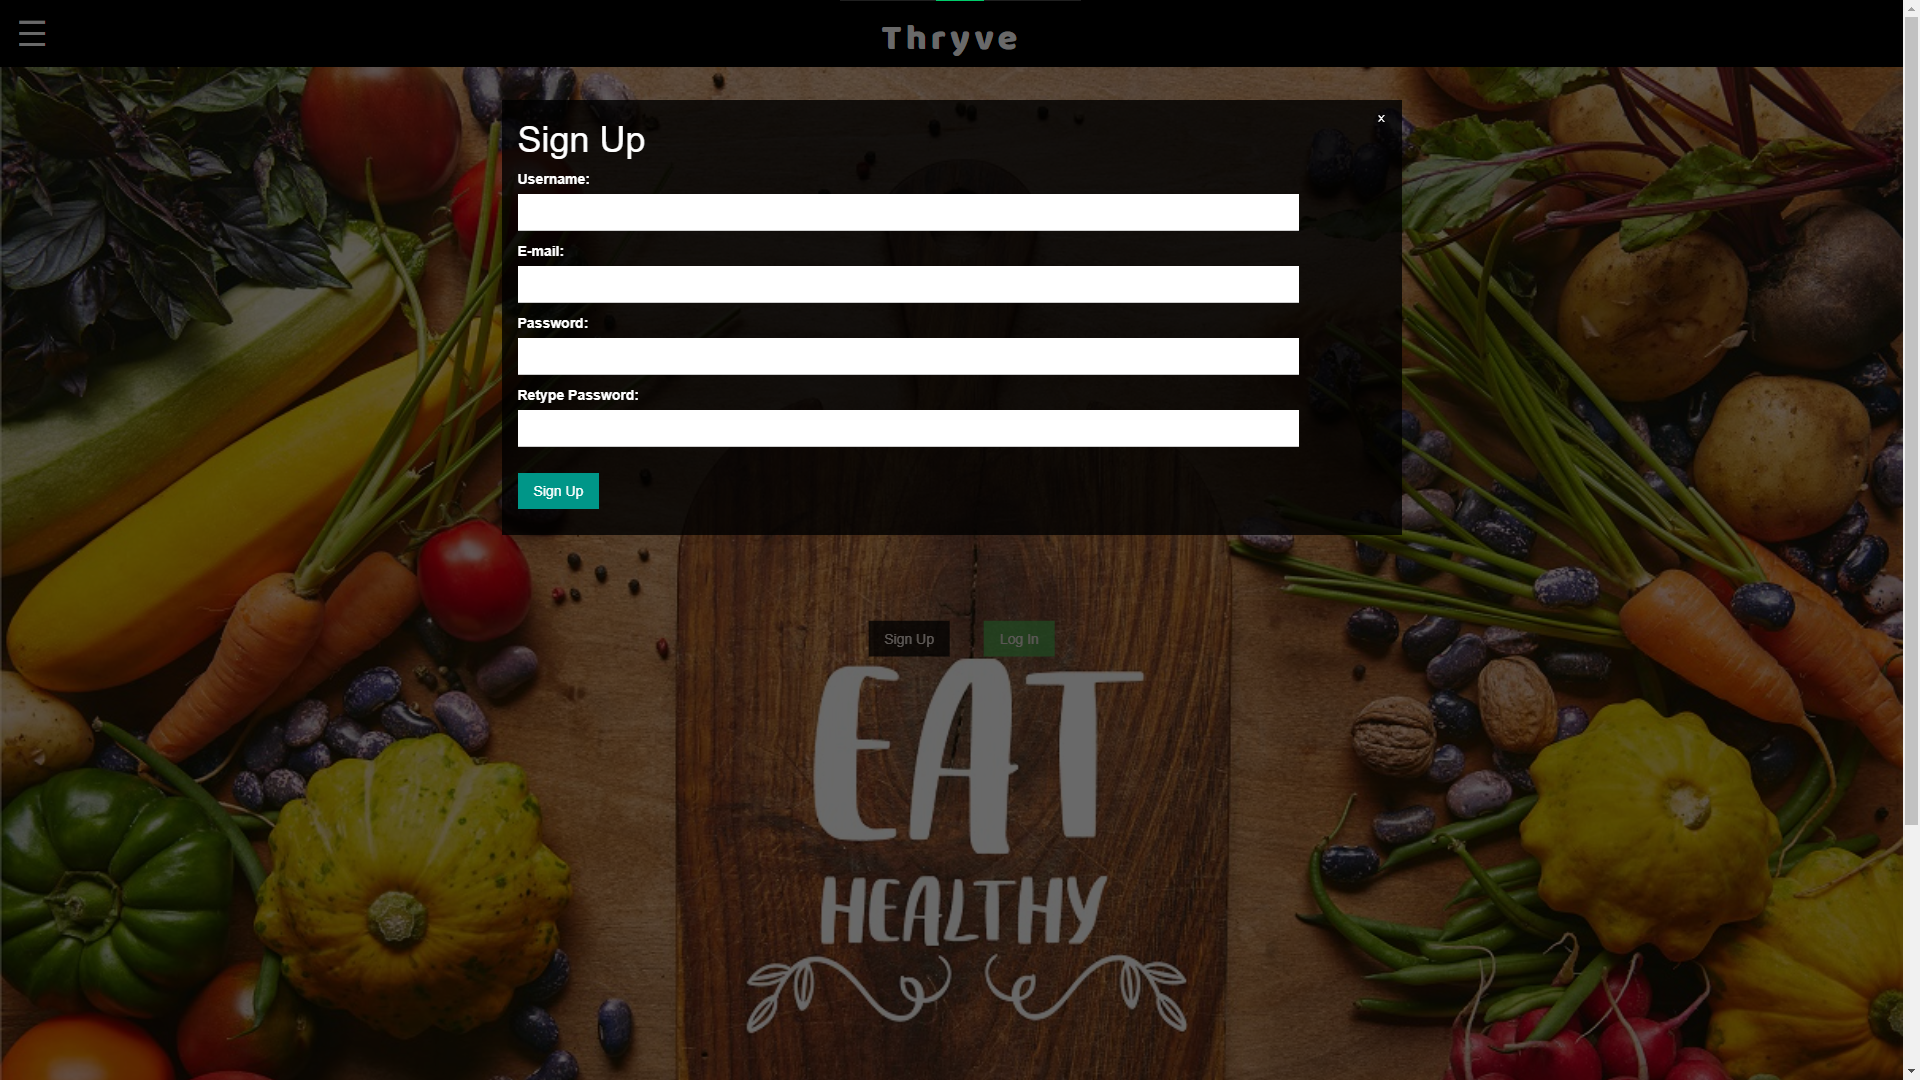 Thryve
x
Sign Up
Username:
E-mail:
Password:
Retype Password:
Sign Up
Sign Up
Log In
EAT
HEALTHY